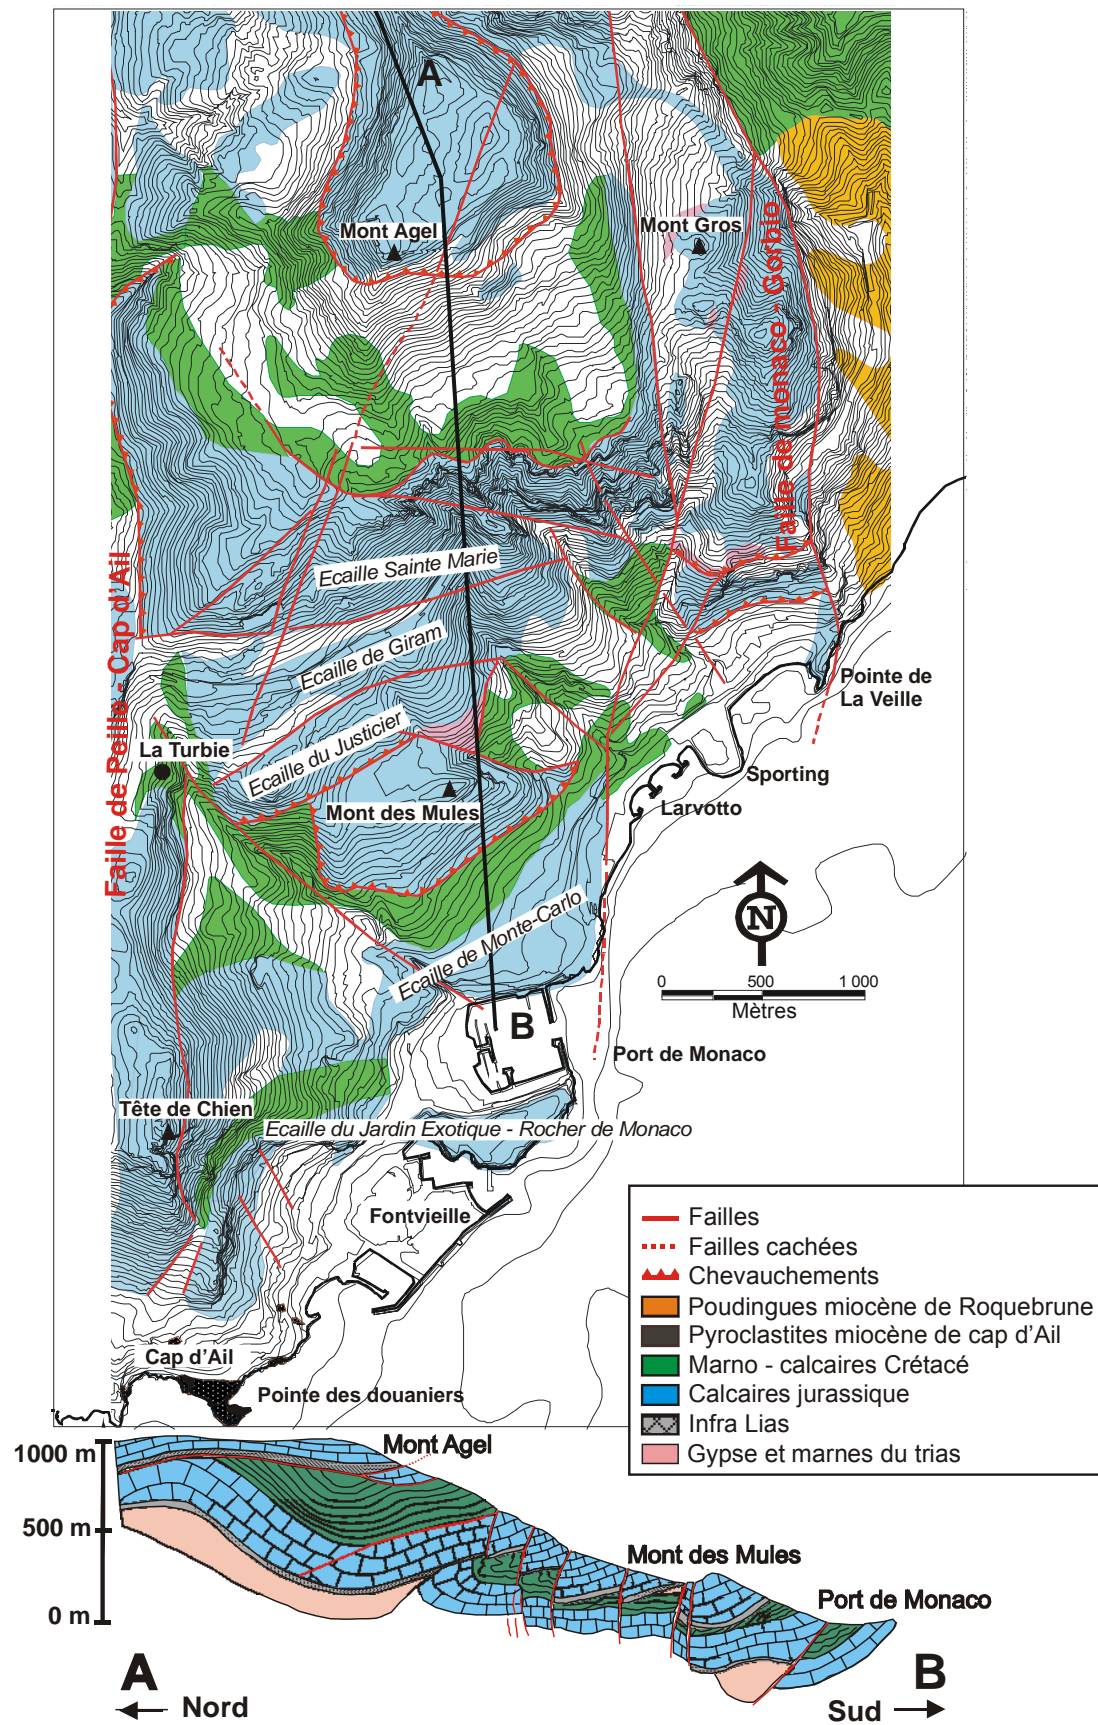 A
Mont Agel
Mont Gros
Faille de monaco - Gorbio
Ecaille Sainte Marie
Faille de Peille - Cap d'Ail
Ecaille de Giram
Pointe de
La Veille
Ecaille du Justicier
La Turbie
Sporting
Mont des Mules
Larvotto
Ecaille de Monte-Carlo
N
0 500 1 000
Mètres
B
Port de Monaco
Tête de Chien
Ecaille du Jardin Exotique - Rocher de Monaco
Fontvieille
Cap d'Ail
Pointe des douaniers
Failles
Failles cachées
Chevauchements
Poudingues miocène de Roquebrune
Pyroclastites miocène de cap d'Ail
Marno - calcaires Crétacé
Calcaires jurassique
Infra Lias
Gypse et marnes du trias
1000 m
Mont Agel
500 m
Mont des Mules
Port de Monaco
0 m
A
B
Nord
Sud